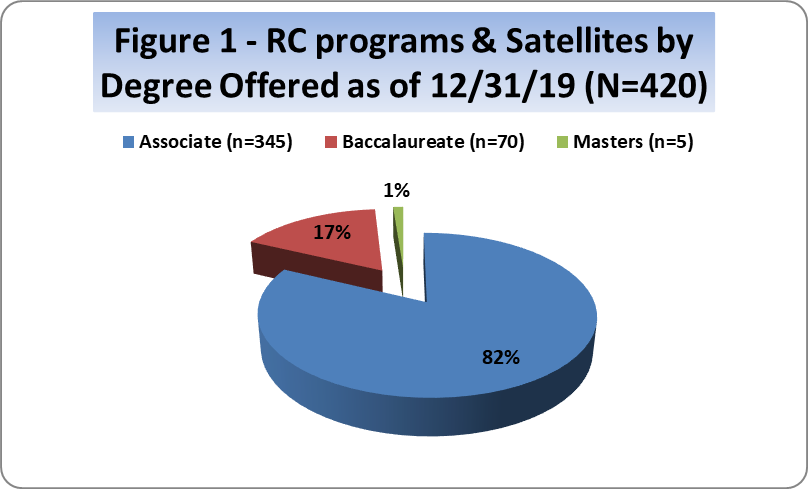 Figure 1 - RC programs & Satellites by
Degree Offered as of 12/31/19 (N=420)
Associate (n=345) Baccalaureate (n=70) Masters (n=5)
1%
17%
82%